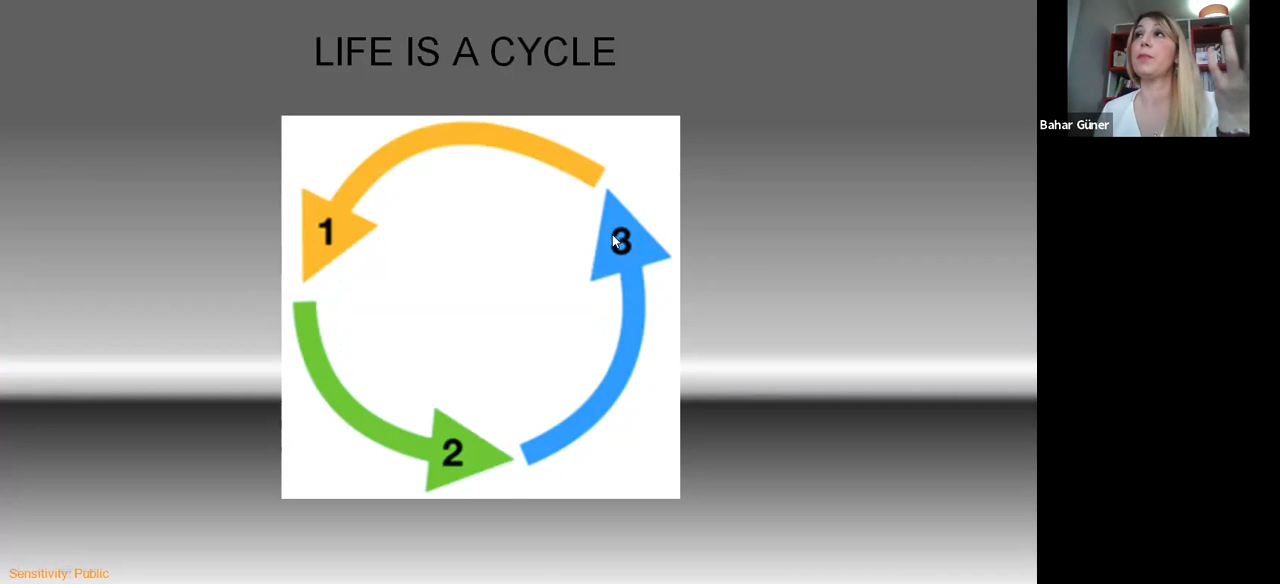 LIFE IS A CYCLE
Bahar Güner
1
3
2
Sensitivity: Public